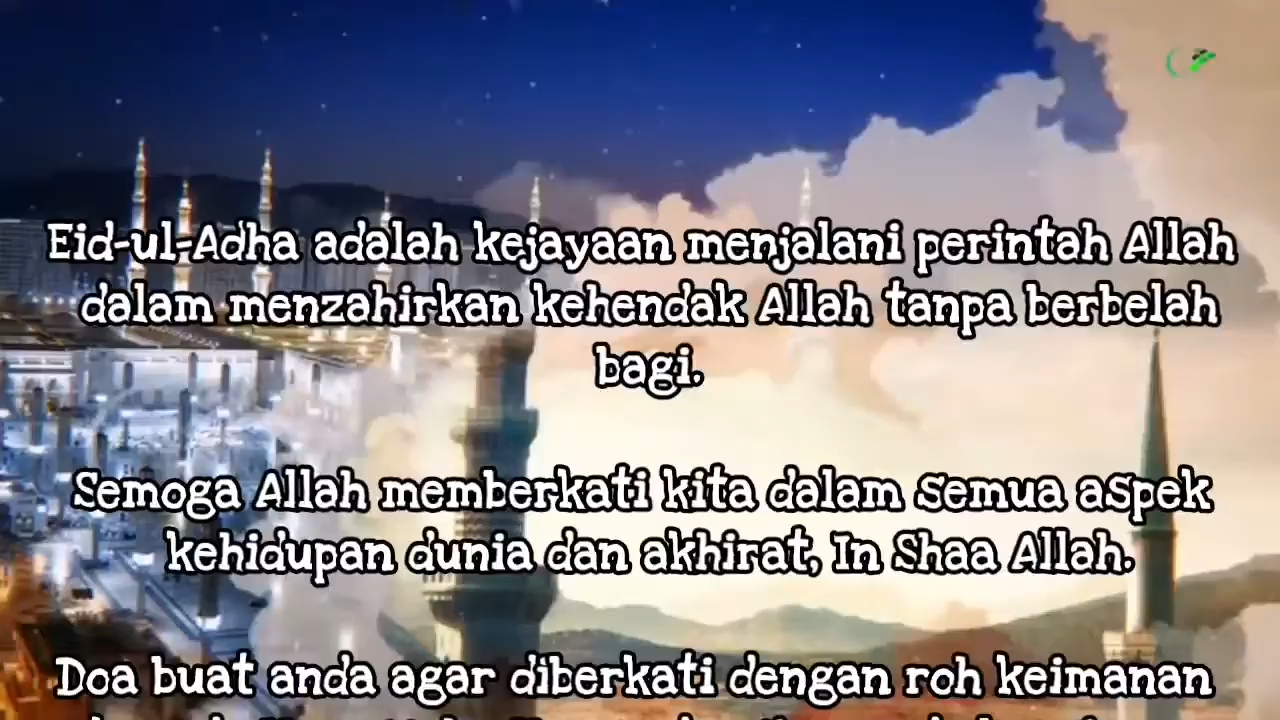 Eid-ul-Adha adalah kejayaan menjalani perintah Allah
dalam menzahirkan kehendak Allah tanpa berbelah
bagi.
Semoga Allah memberkati kita dalam semua aspek
kehidupan dunia dan akhirat, In Shaa Allah.
Doa buat anda agar diberkati dengan roh keimanan